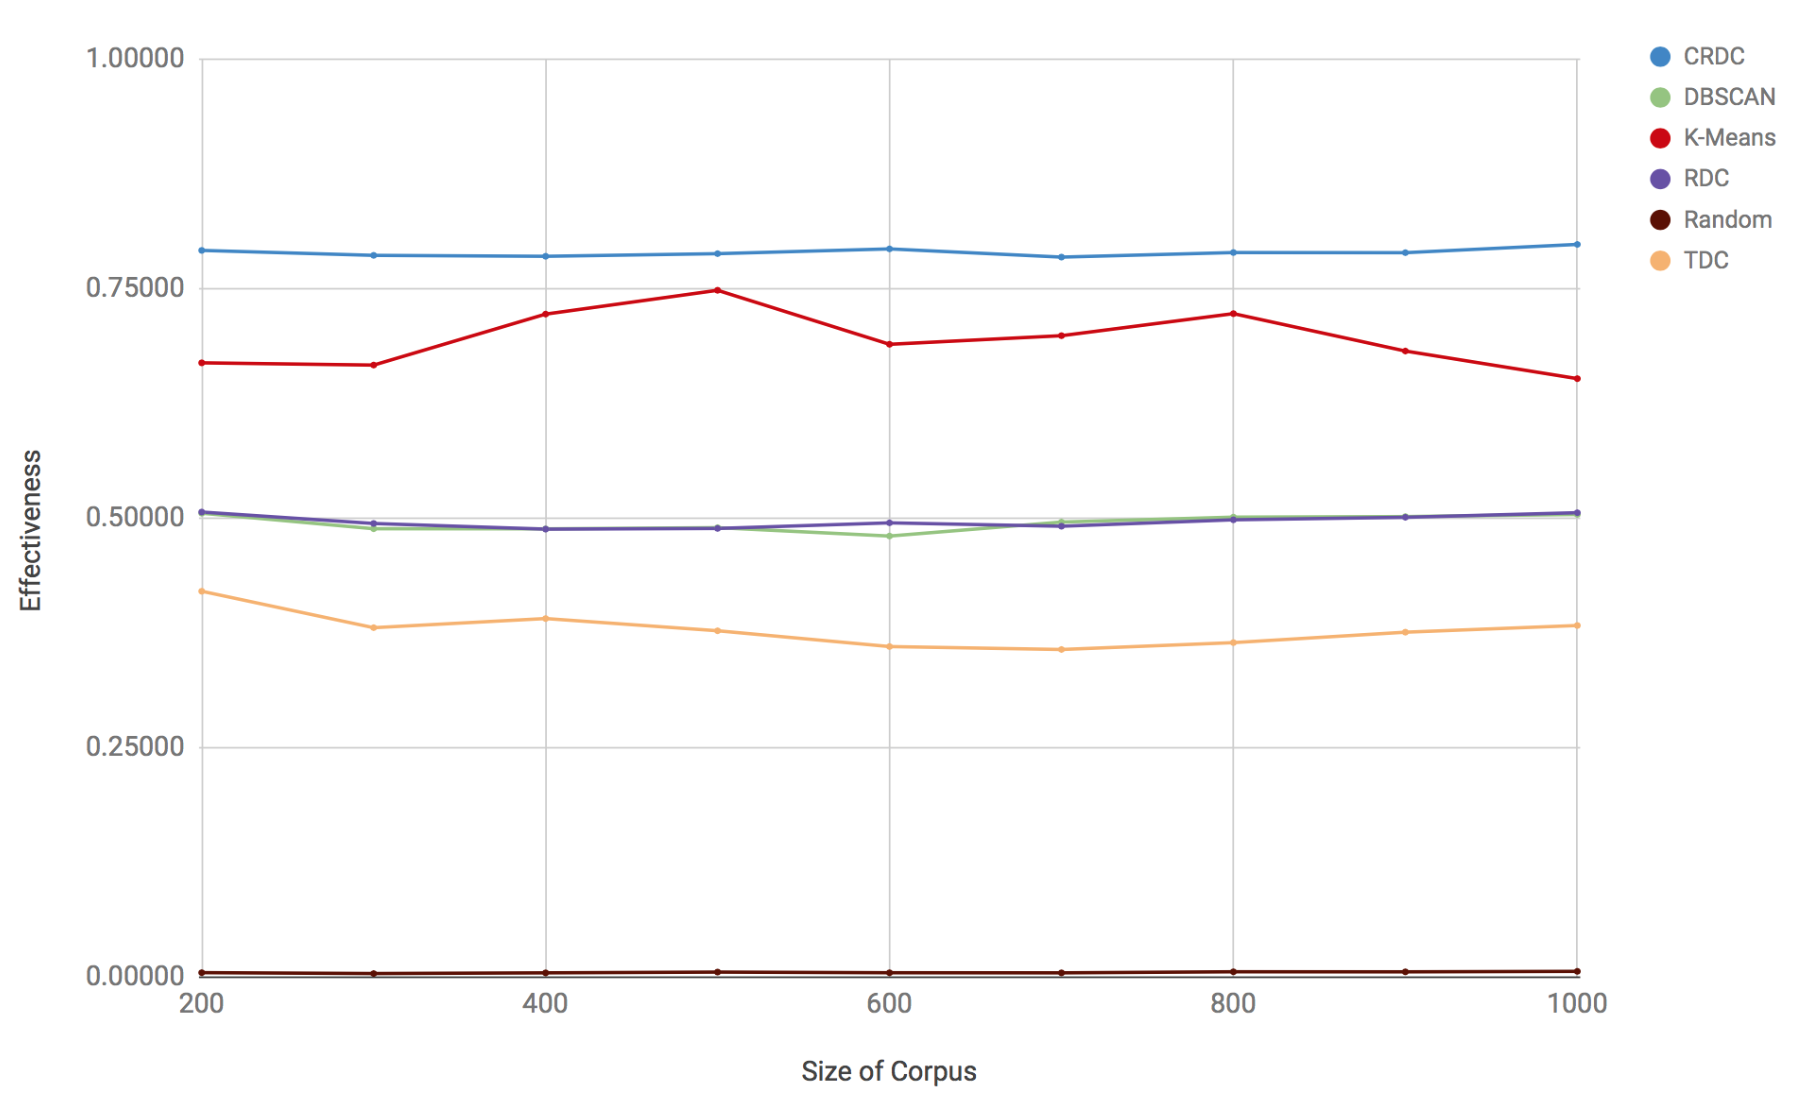 1.00000
0.75000
0.50000
0.25000
0.00000
Effectiveness
200
400
600
800
1000
Size of Corpus
CRDC
DBSCAN
K-Means
RDC
Random
TDC